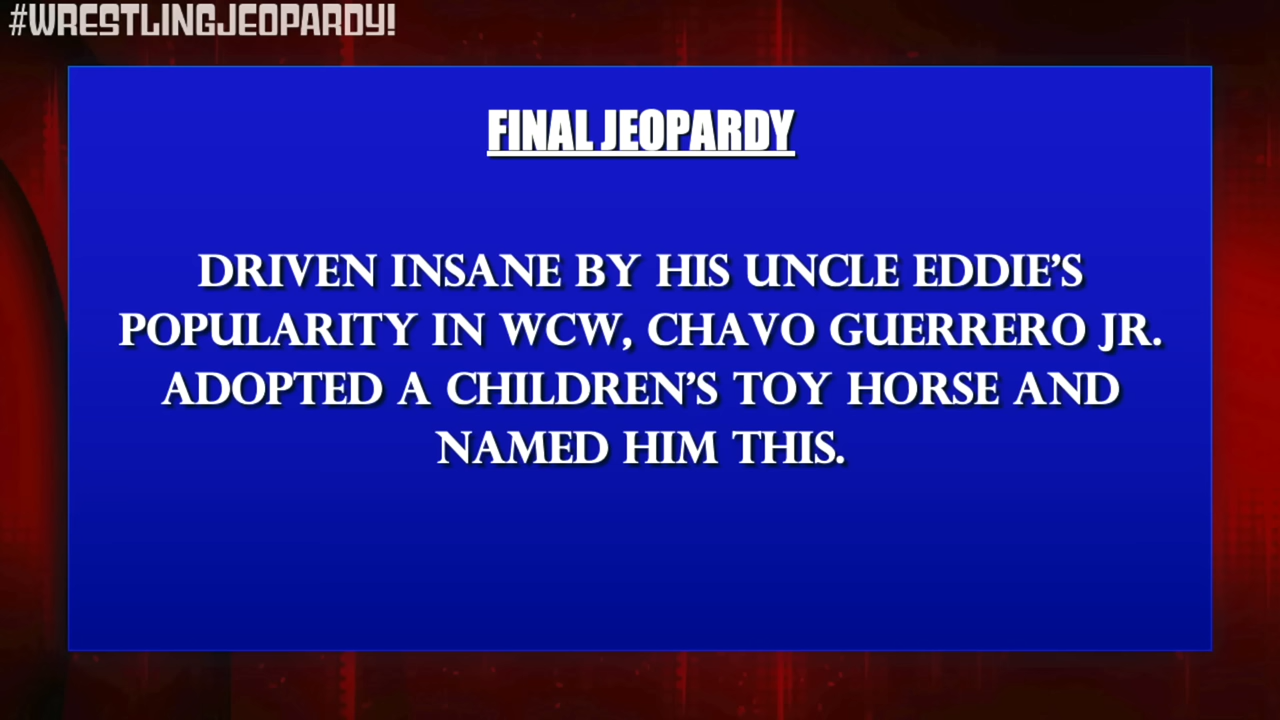 #WRESTLINGJEOPARDY!
FINAL JEOPARDY
DRIVEN INSANE BY HIS UNCLE EDDIE'S
POPULARITY IN WCW, CHAVO GUERRERO JR.
ADOPTED A CHILDREN'S TOY HORSE AND
NAMED HIM THIS.